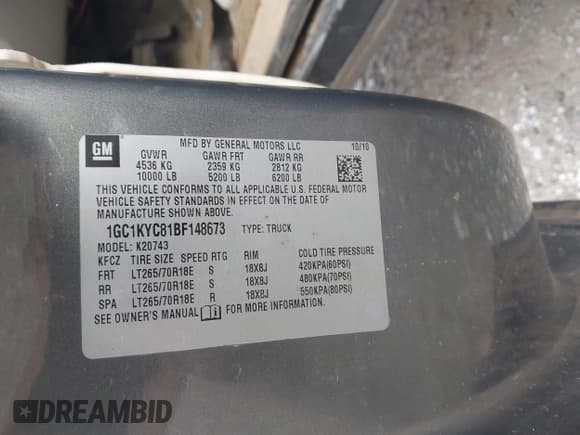 GM
MFD BY GENERAL MOTORS LLC 10/10
GVWR GAWR FRT GAWR RR
4536 KG 2359 KG 2812 KG
10000 LB 5200 LB 6200 LB
THIS VEHICLE CONFORMS TO ALL APPLICABLE U.S. FEDERAL MOTOR
VEHICLE SAFETY STANDARDS IN EFFECT ON THE DATE OF
MANUFACTURE SHOWN ABOVE.
1GC1KYC81BF148673 TYPE: TRUCK
MODEL: K20743
KFCZ TIRE SIZE SPEED RTG RIM COLD TIRE PRESSURE
FRT LT265/70R18E S 18X8J 420KPA(60PSI)
RR LT265/70R18E S 18X8J 480KPA(70PSI)
SPA LT265/70R18E R 18X8J 550KPA(80PSI)
SEE OWNER'S MANUAL FOR MORE INFORMATION.
DREAMBID